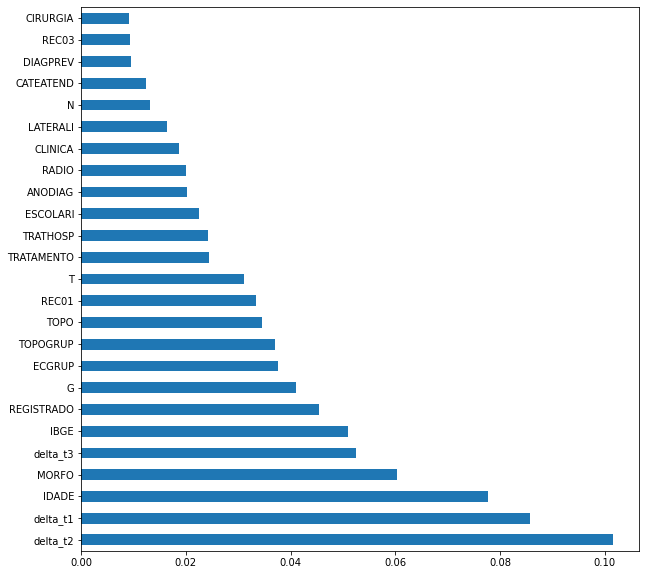 CIRURGIA
REC03
DIAGPREV
CATEATEND
N
LATERALI
CLINICA
RADIO
ANODIAG
ESCOLARI
TRATHOSP
TRATAMENTO
T
REC01
TOPO
TOPOGRUP
ECGRUP
G
REGISTRADO
IBGE
delta_t3
MORFO
IDADE
delta_t1
delta_t2
0.00 0.02 0.04 0.06 0.08 0.10